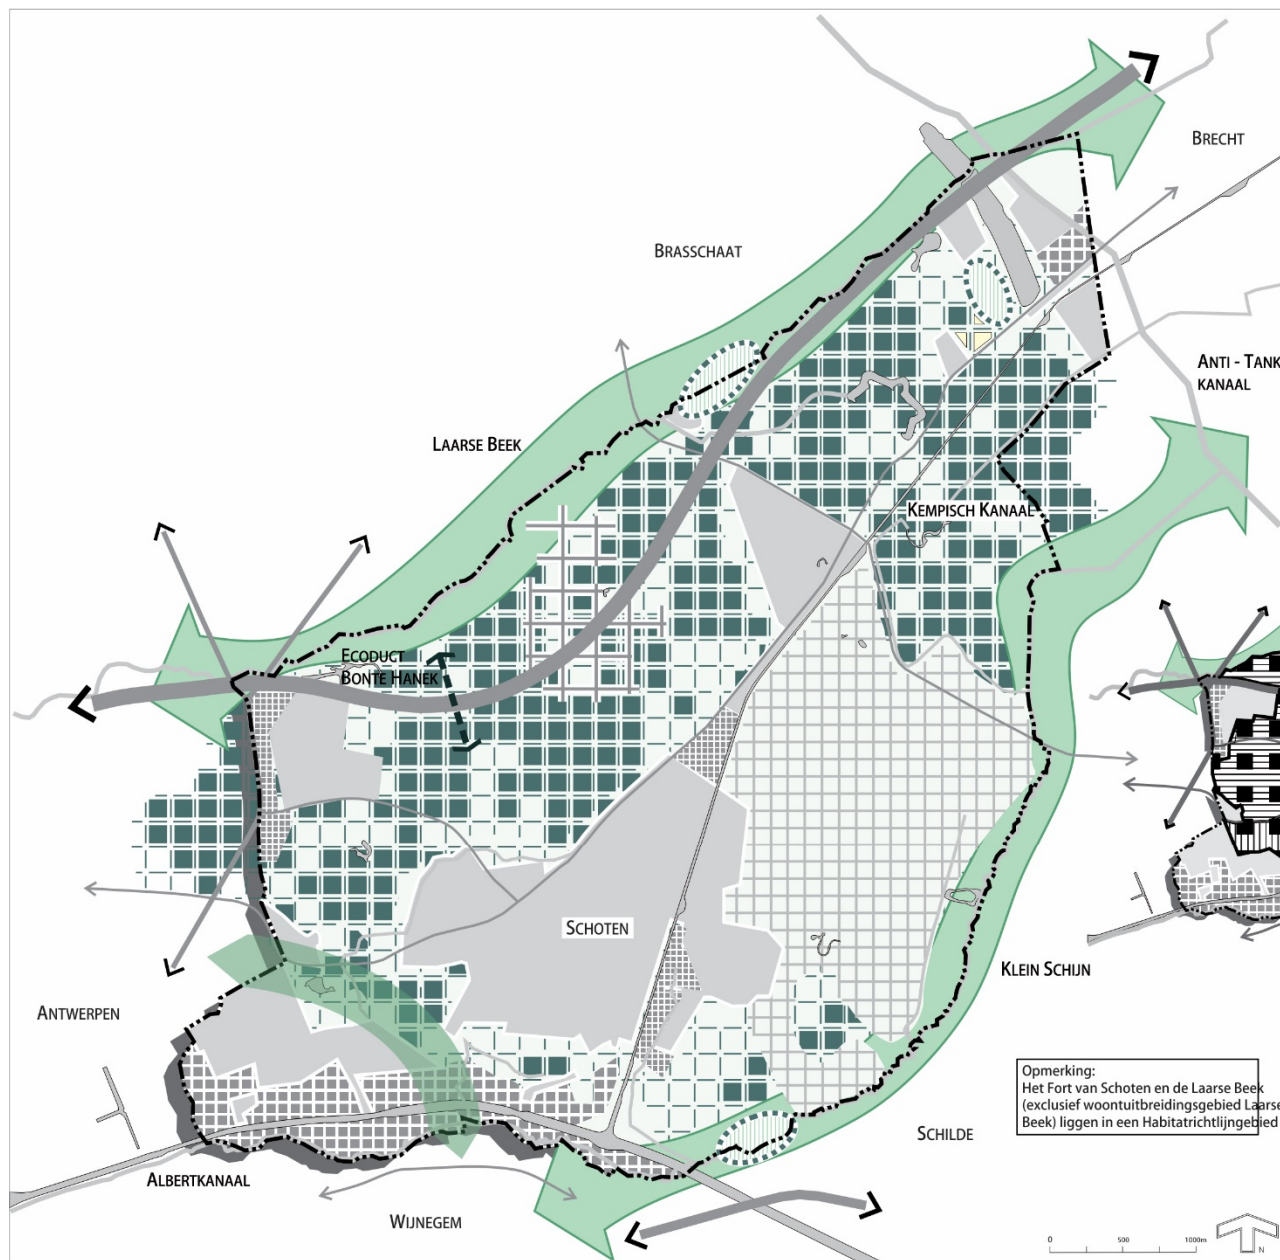 BRECHT
BRASSCHAAT
ANTI - TANK
KANAAL
LAARSE BEEK
KEMPISCH KANAAL
ECODUCT
BONTE HANEK
SCHOTEN
KLEIN SCHIJN
ANTWERPEN
Opmerking:
Het Fort van Schoten en de Laarse Beek
(exclusief woontuitbreidingsgebied Laarse
Beek) liggen in een Habitatrichtlijngebied
SCHILDE
ALBERTKANAAL
WIJNEGEM
0 500 1000m
N